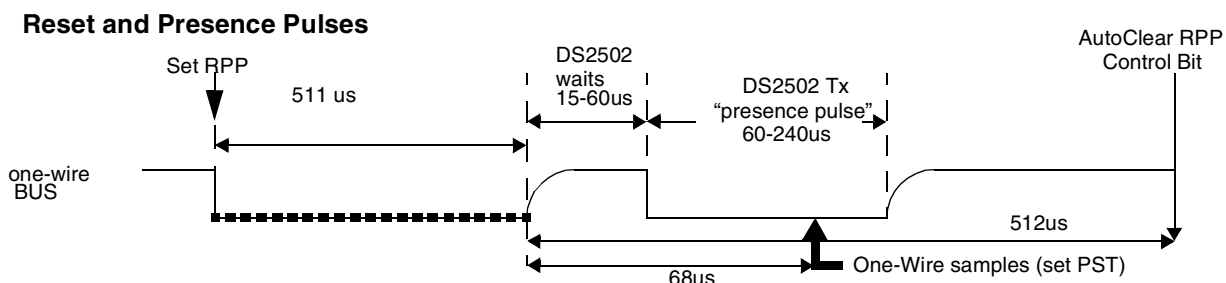 Reset and Presence Pulses
AutoClear RPP
Control Bit
Set RPP
511 us
DS2502
waits
15-60us
DS2502 Tx
“presence pulse”
60-240us
one-wire
BUS
512us
68us
One-Wire samples (set PST)